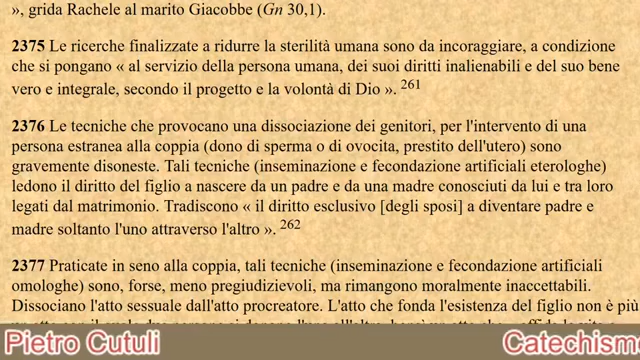 », grida Rachele al marito Giacobbe (Gn 30,1).
2375 Le ricerche finalizzate a ridurre la sterilità umana sono da incoraggiare, a condizione
che si pongano « al servizio della persona umana, dei suoi diritti inalienabili e del suo bene
vero e integrale, secondo il progetto e la volontà di Dio ». 261
2376 Le tecniche che provocano una dissociazione dei genitori, per l'intervento di una
persona estranea alla coppia (dono di sperma o di ovocita, prestito dell'utero) sono
gravemente disoneste. Tali tecniche (inseminazione e fecondazione artificiali eterologhe)
ledono il diritto del figlio a nascere da un padre e da una madre conosciuti da lui e tra loro
legati dal matrimonio. Tradiscono « il diritto esclusivo [degli sposi] a diventare padre e
madre soltanto l'uno attraverso l'altro ». 262
2377 Praticate in seno alla coppia, tali tecniche (inseminazione e fecondazione artificiali
omologhe) sono, forse, meno pregiudizievoli, ma rimangono moralmente inaccettabili.
Dissociano l'atto sessuale dall'atto procreatore. L'atto che fonda l'esistenza del figlio non è più
Pietro Cutuli
Catechismo